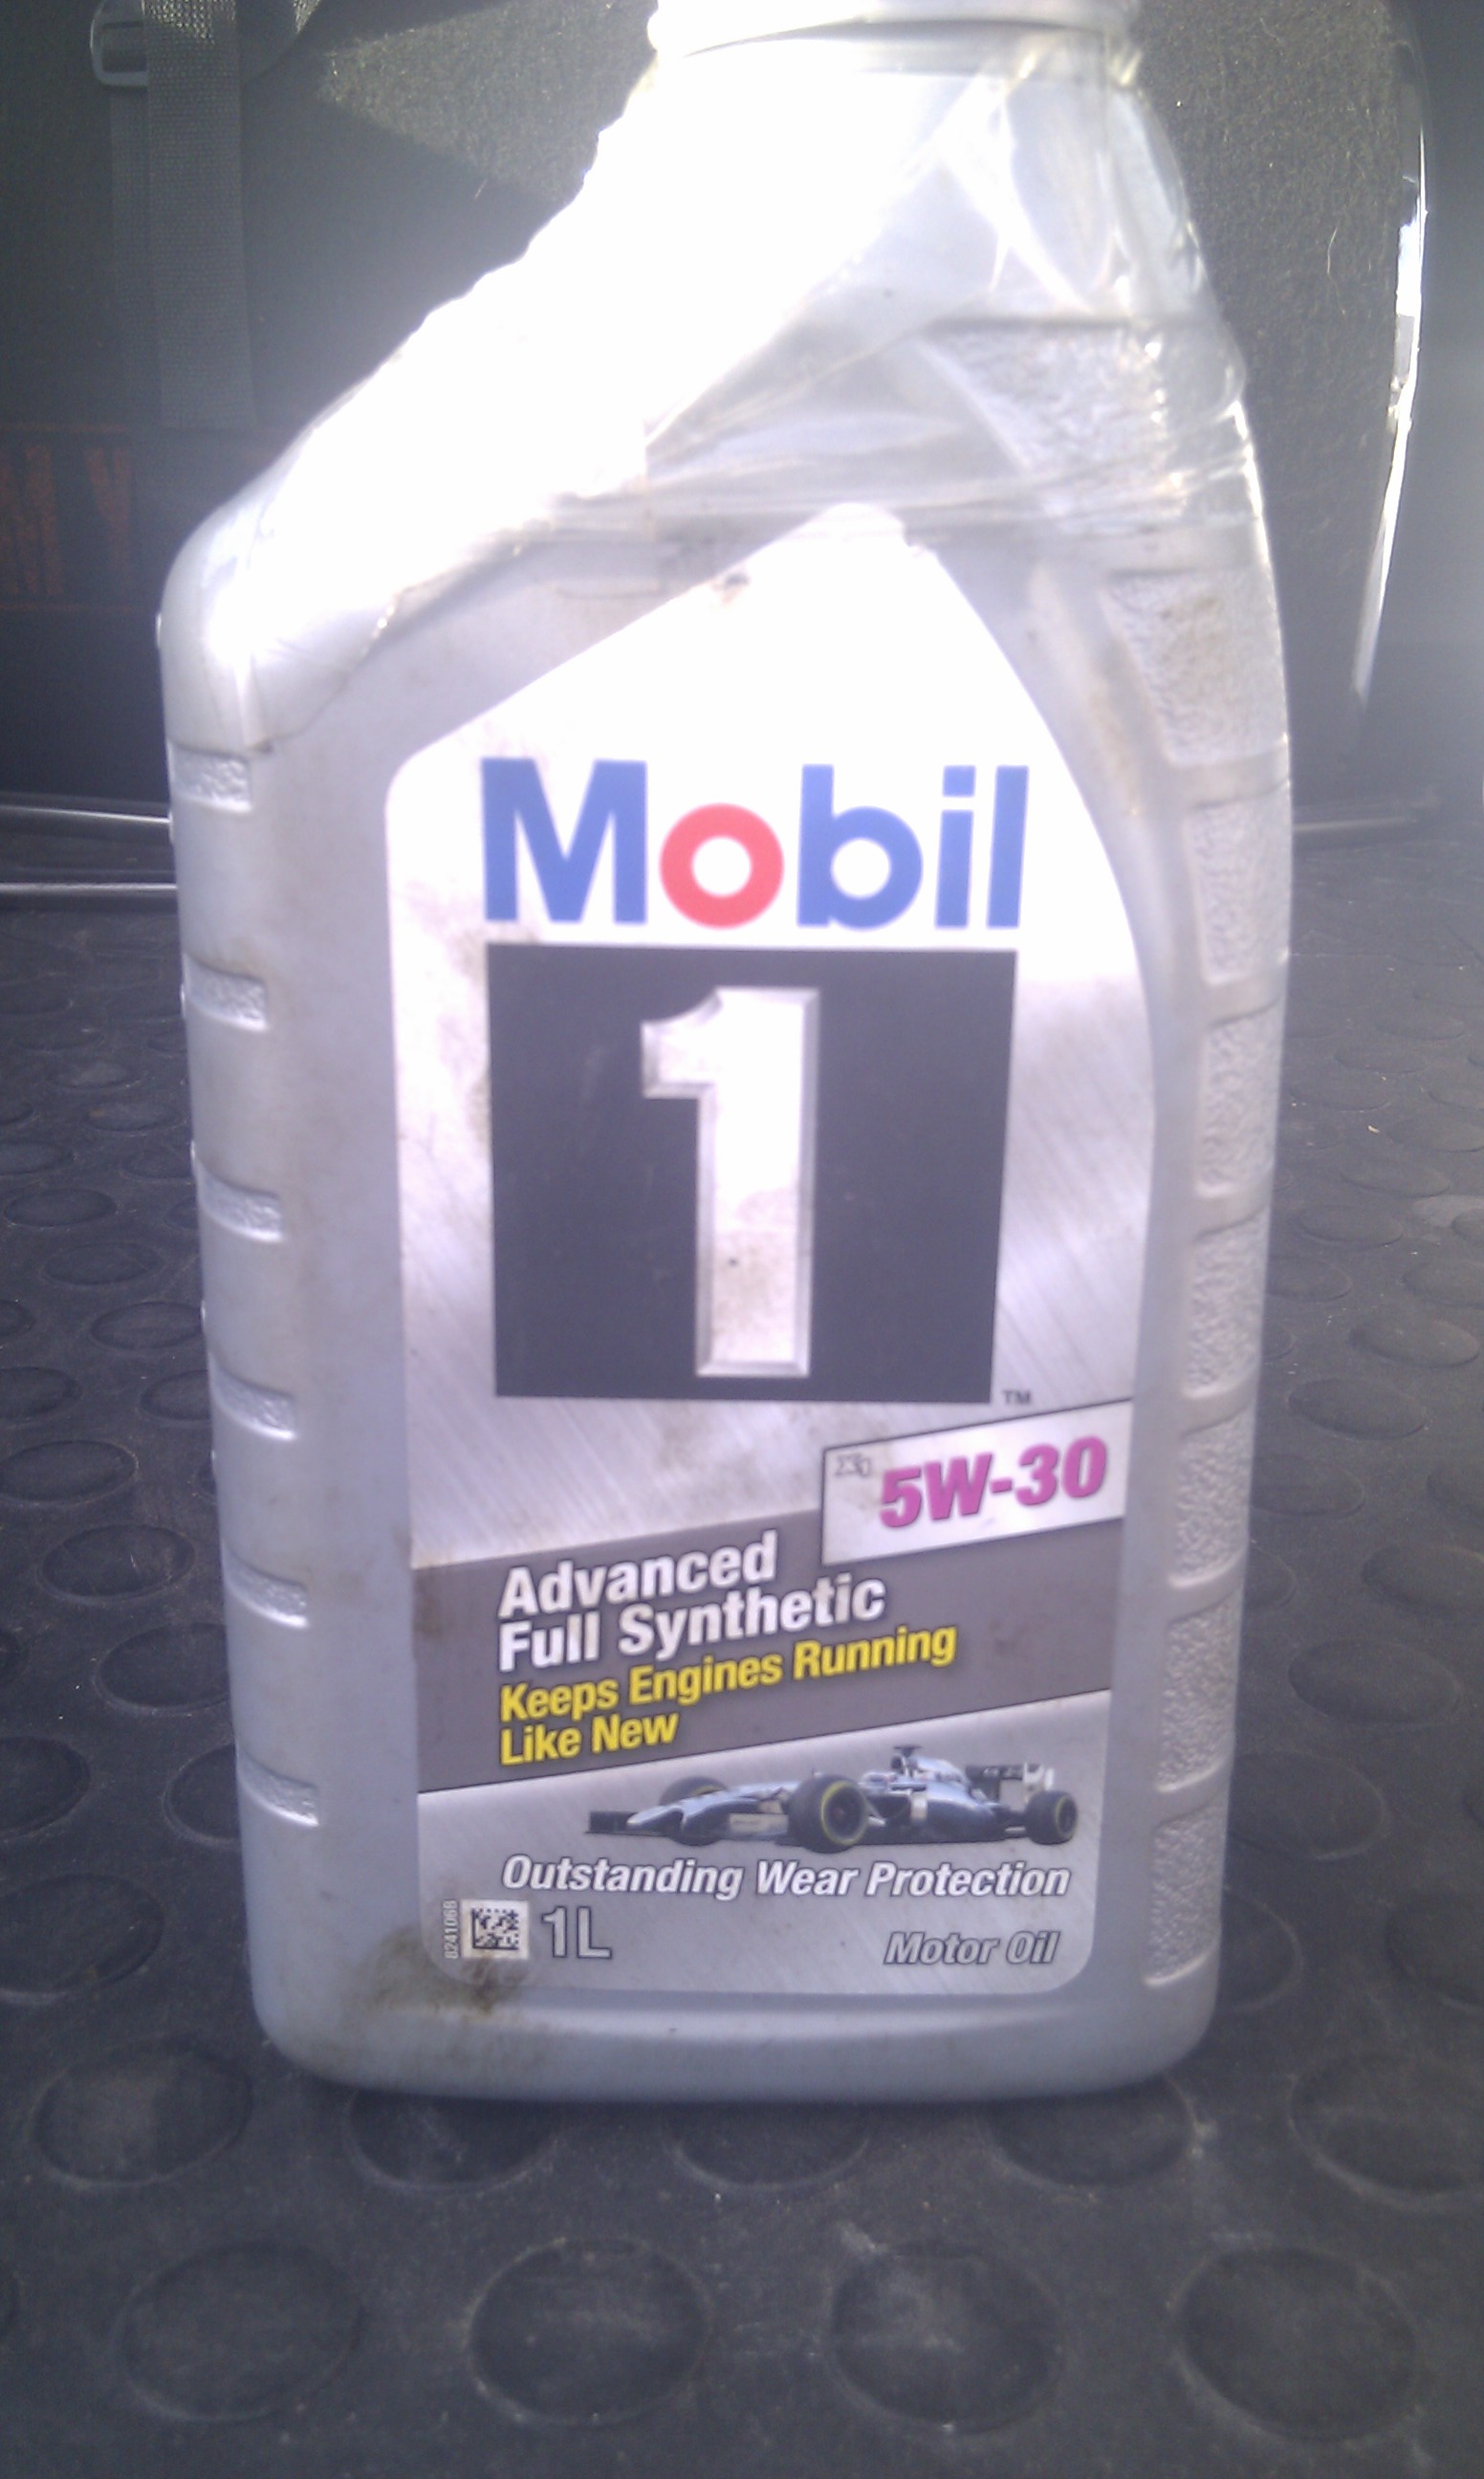 Mobil
1
TM
5W-30
Advanced
Full Synthetic
Keeps Engines Running
Like New
Outstanding Wear Protection
824106B
1L
Motor Oil